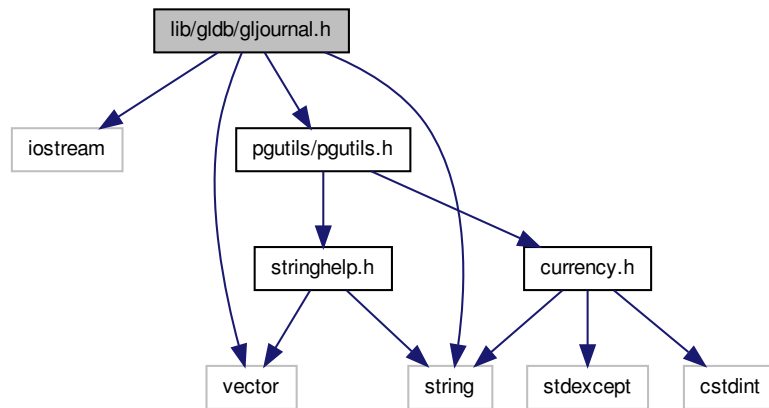 lib/gldb/gljournal.h
iostream
pgutils/pgutils.h
stringhelp.h
currency.h
vector
string
stdexcept
cstdint